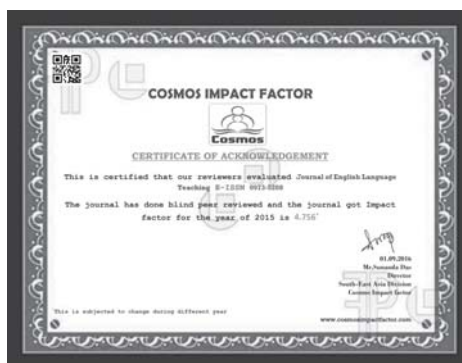 COSMOS IMPACT FACTOR
Cosmos
CERTIFICATE OF ACKNOWLEDGEMENT
This is certified that our reviewers evaluated Journal of English Language
Teaching E-ISSN
The journal has done blind peer reviewed and the journal got Impact
factor for the year of 2015 is 4.756
01.09.2016
Mr.Sunanda Das
Director
South-East Asia Division
Cosmos Impact factor
This is subjected to change during different year
www.cosmosimpactfactor.com